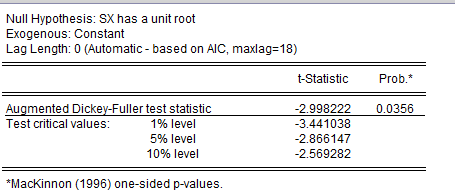 Null Hypothesis: SX has a unit root
Exogenous: Constant
Lag Length: 0 (Automatic - based on AIC, maxlag=18)
t-Statistic Prob.*
Augmented Dickey-Fuller test statistic -2.998222 0.0356
Test critical values: 1% level -3.441038
5% level -2.866147
10% level -2.569282
*MacKinnon (1996) one-sided p-values.